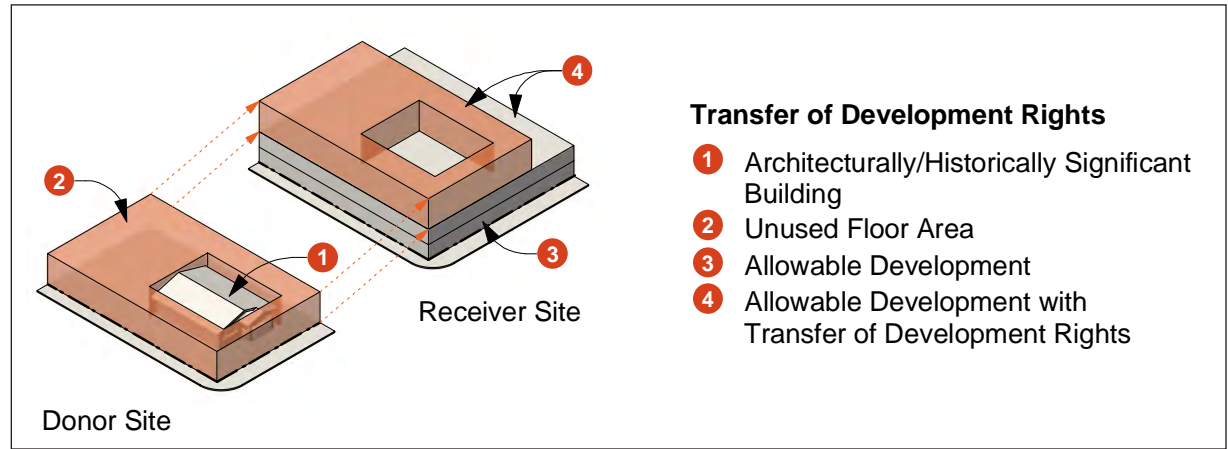 4
2
1
3
Receiver Site
Donor Site
Transfer of Development Rights
1 Architecturally/Historically Significant
Building
2 Unused Floor Area
3 Allowable Development
4 Allowable Development with
Transfer of Development Rights